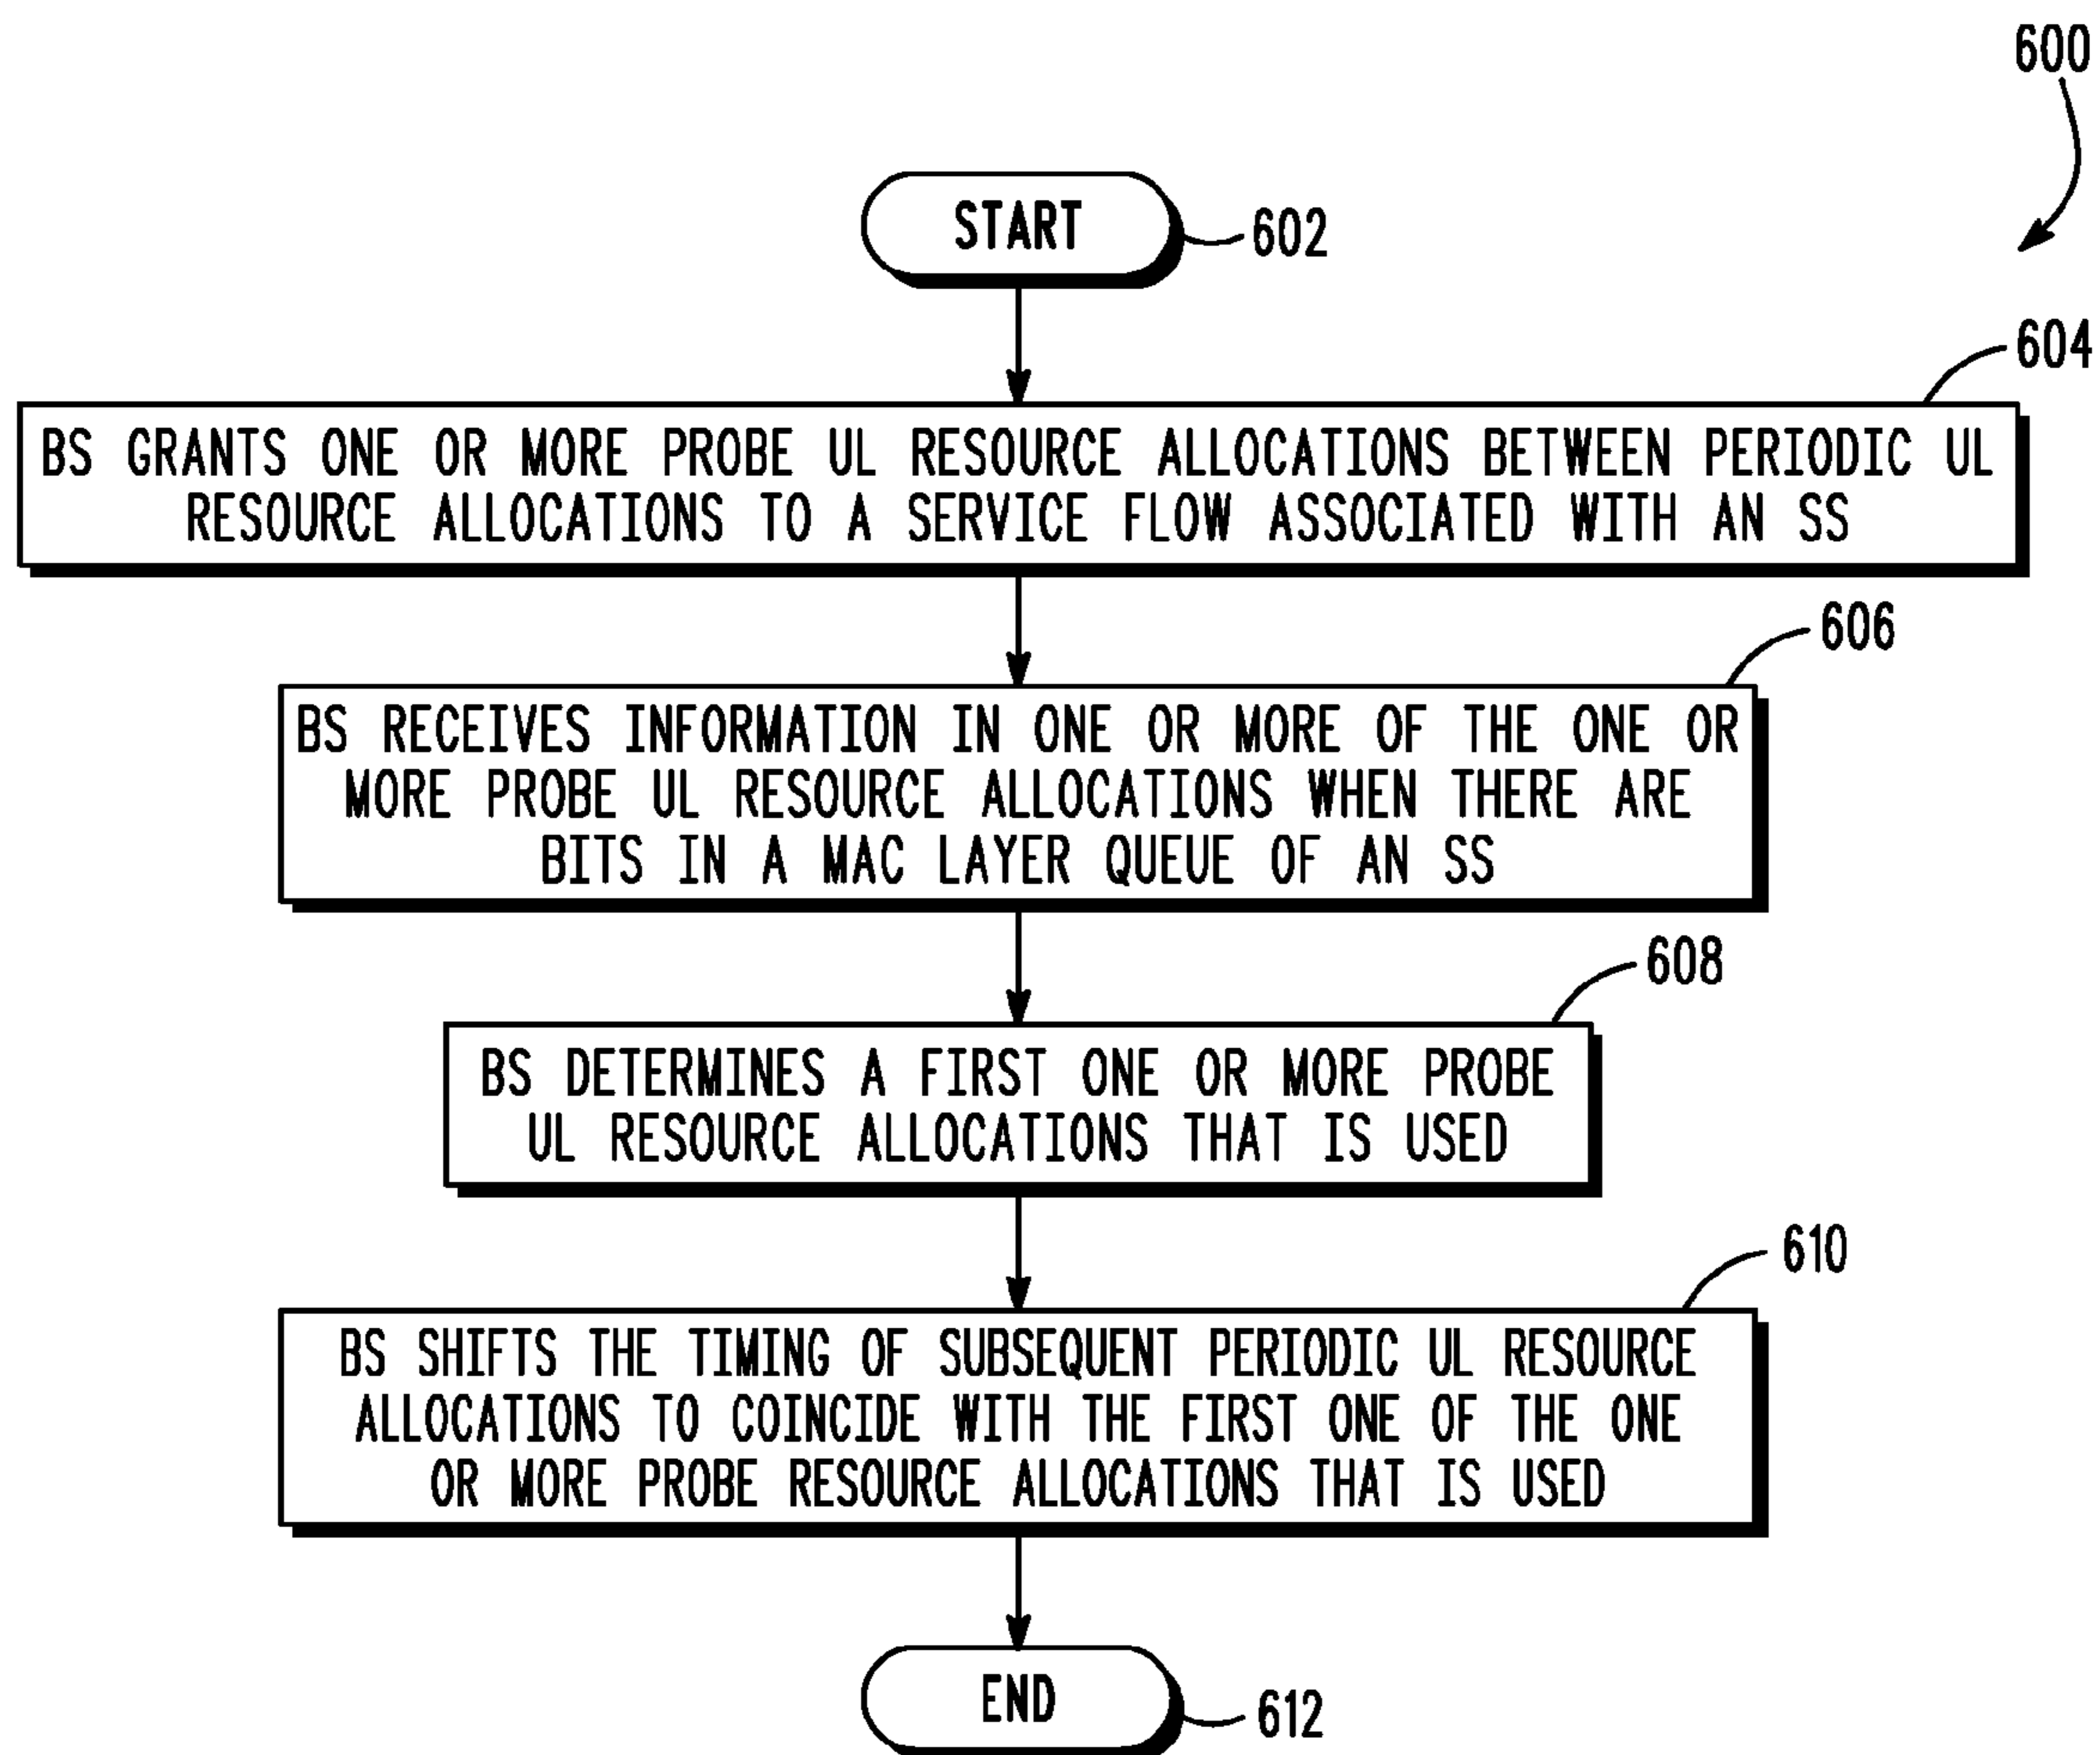 600
START
602
604
BS GRANTS ONE OR MORE PROBE UL RESOURCE ALLOCATIONS BETWEEN PERIODIC UL
RESOURCE ALLOCATIONS TO A SERVICE FLOW ASSOCIATED WITH AN SS
606
BS RECEIVES INFORMATION IN ONE OR MORE OF THE ONE OR
MORE PROBE UL RESOURCE ALLOCATIONS WHEN THERE ARE
BITS IN A MAC LAYER QUEUE OF AN SS
608
BS DETERMINES A FIRST ONE OR MORE PROBE
UL RESOURCE ALLOCATIONS THAT IS USED
610
BS SHIFTS THE TIMING OF SUBSEQUENT PERIODIC UL RESOURCE
ALLOCATIONS TO COINCIDE WITH THE FIRST ONE OF THE ONE
OR MORE PROBE RESOURCE ALLOCATIONS THAT IS USED
END
612